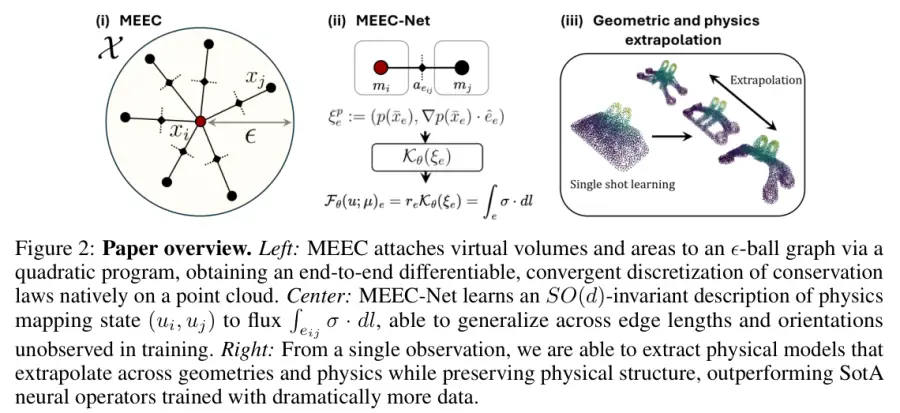 (i) MEEC
𝒳
x_j
x_i
ϵ
(ii) MEEC-Net
m_i a_{e_{ij}} m_j
ξ_e^p := (p(x̄_e), ∇p(x̄_e) · ê_e)
𝒦_θ(ξ_e)
ℱ_θ(u; μ)_e = r_e 𝒦_θ(ξ_e) = ∫_e σ · dl
(iii) Geometric and physics
extrapolation
Extrapolation
Single shot learning
Figure 2: Paper overview. Left: MEEC attaches virtual volumes and areas to an ϵ-ball graph via a
quadratic program, obtaining an end-to-end differentiable, convergent discretization of conservation
laws natively on a point cloud. Center: MEEC-Net learns an SO(d)-invariant description of physics
mapping state (u_i, u_j) to flux ∫_{e_{ij}} σ · dl, able to generalize across edge lengths and orientations
unobserved in training. Right: From a single observation, we are able to extract physical models that
extrapolate across geometries and physics while preserving physical structure, outperforming SotA
neural operators trained with dramatically more data.